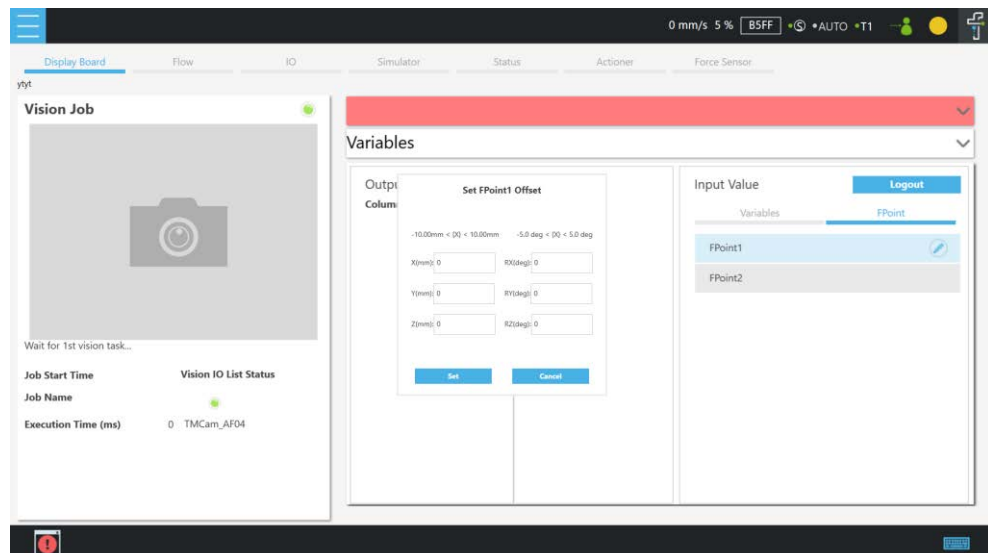 0 mm/s 5 % B5FF •Ⓢ •AUTO •T1
Display Board Flow IO Simulator Status Actioner Force Sensor
ytyt
Vision Job
Wait for 1st vision task...
Job Start Time Vision IO List Status
Job Name
Execution Time (ms) 0 TMCam_AF04
Variables
Outpu
Colum
Set FPoint1 Offset
-10.00mm < |X| < 10.00mm -5.0 deg < |X| < 5.0 deg
X(mm): 0 RX(deg): 0
Y(mm): 0 RY(deg): 0
Z(mm): 0 RZ(deg): 0
Set Cancel
Input Value Logout
Variables FPoint
FPoint1
FPoint2